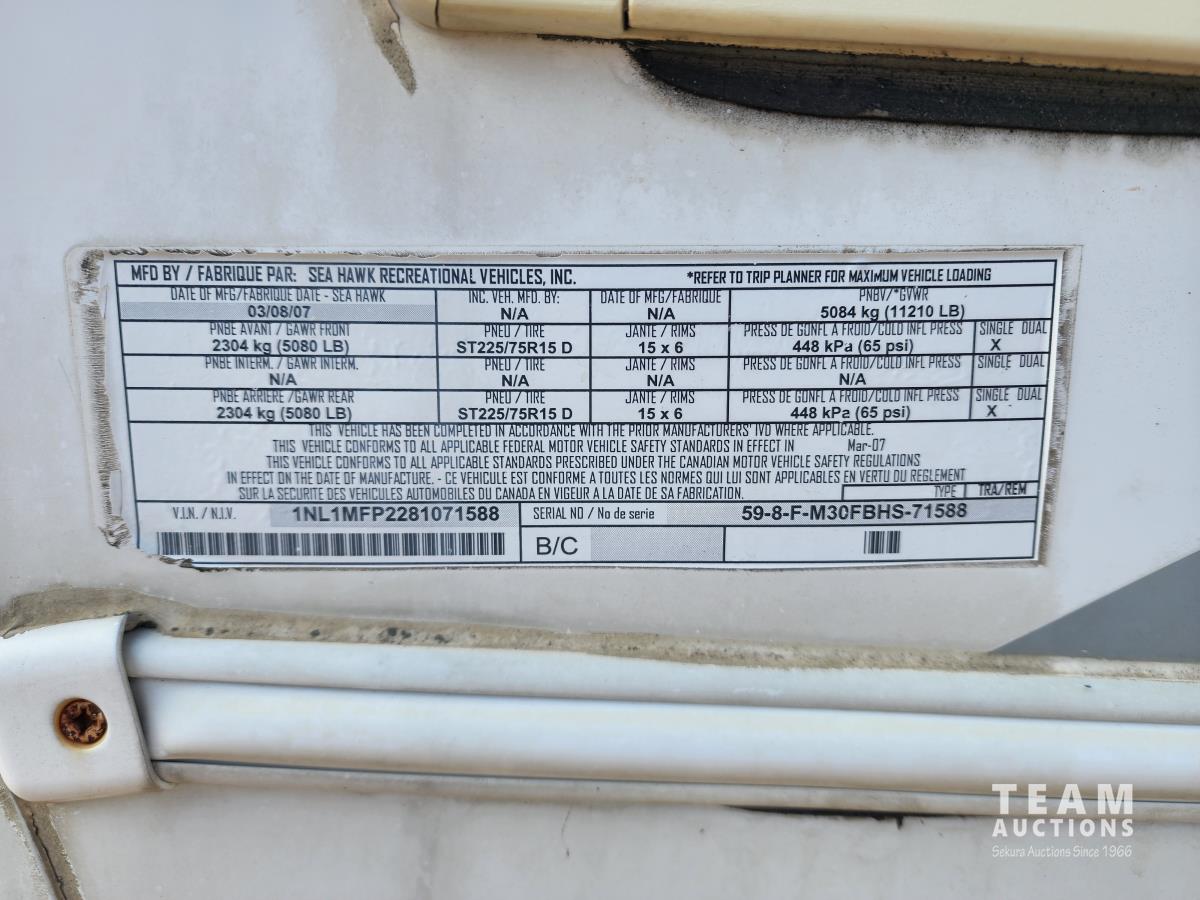 MFD BY / FABRIQUE PAR: SEA HAWK RECREATIONAL VEHICLES, INC. *REFER TO TRIP PLANNER FOR MAXIMUM VEHICLE LOADING
DATE OF MFG/FABRIQUE DATE - SEA HAWK INC. VEH. MFD. BY: DATE OF MFG/FABRIQUE PNBV/*GVWR
03/08/07 N/A N/A 5084 kg (11210 LB)
PNBE AVANT / GAWR FRONT PNEU / TIRE JANTE / RIMS PRESS DE GONFL A FROID/COLD INFL PRESS SINGLE DUAL
2304 kg (5080 LB) ST225/75R15 D 15 x 6 448 kPa (65 psi) X
PNBE INTERM. / GAWR INTERM. PNEU / TIRE JANTE / RIMS PRESS DE GONFL A FROID/COLD INFL PRESS SINGLE DUAL
N/A N/A N/A N/A
PNBE ARRIERE /GAWR REAR PNEU / TIRE JANTE / RIMS PRESS DE GONFL A FROID/COLD INFL PRESS SINGLE DUAL
2304 kg (5080 LB) ST225/75R15 D 15 x 6 448 kPa (65 psi) X
THIS VEHICLE HAS BEEN COMPLETED IN ACCORDANCE WITH THE PRIOR MANUFACTURERS' IVD WHERE APPLICABLE.
THIS VEHICLE CONFORMS TO ALL APPLICABLE FEDERAL MOTOR VEHICLE SAFETY STANDARDS IN EFFECT IN Mar-07
THIS VEHICLE CONFORMS TO ALL APPLICABLE STANDARDS PRESCRIBED UNDER THE CANADIAN MOTOR VEHICLE SAFETY REGULATIONS
IN EFFECT ON THE DATE OF MANUFACTURE. - CE VEHICULE EST CONFORME A TOUTES LES NORMES QUI LUI SONT APPLICABLES EN VERTU DU REGLEMENT
SUR LA SECURITE DES VEHICULES AUTOMOBILES DU CANADA EN VIGEUR A LA DATE DE SA FABRICATION. TYPE TRA/REM
V.I.N. / N.I.V. 1NL1MFP2281071588 SERIAL NO / No de serie 59-8-F-M30FBHS-71588
B/C
TEAM
AUCTIONS
Sekura Auctions Since 1966